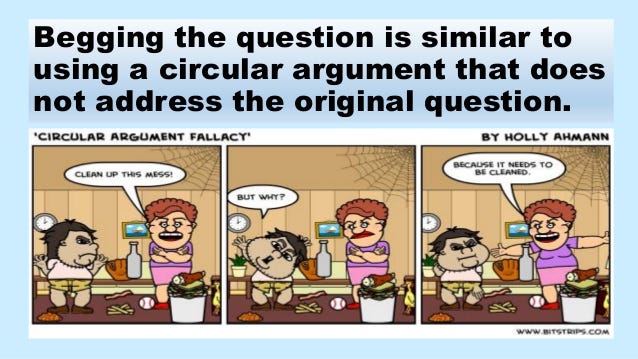 Begging the question is similar to
using a circular argument that does
not address the original question.
'CIRCULAR ARGUMENT FALLACY'
BY HOLLY AHMANN
CLEAN UP THIS MESS!
BUT WHY?
BECAUSE IT NEEDS TO
BE CLEANED.
WWW.BITSTRIPS.COM